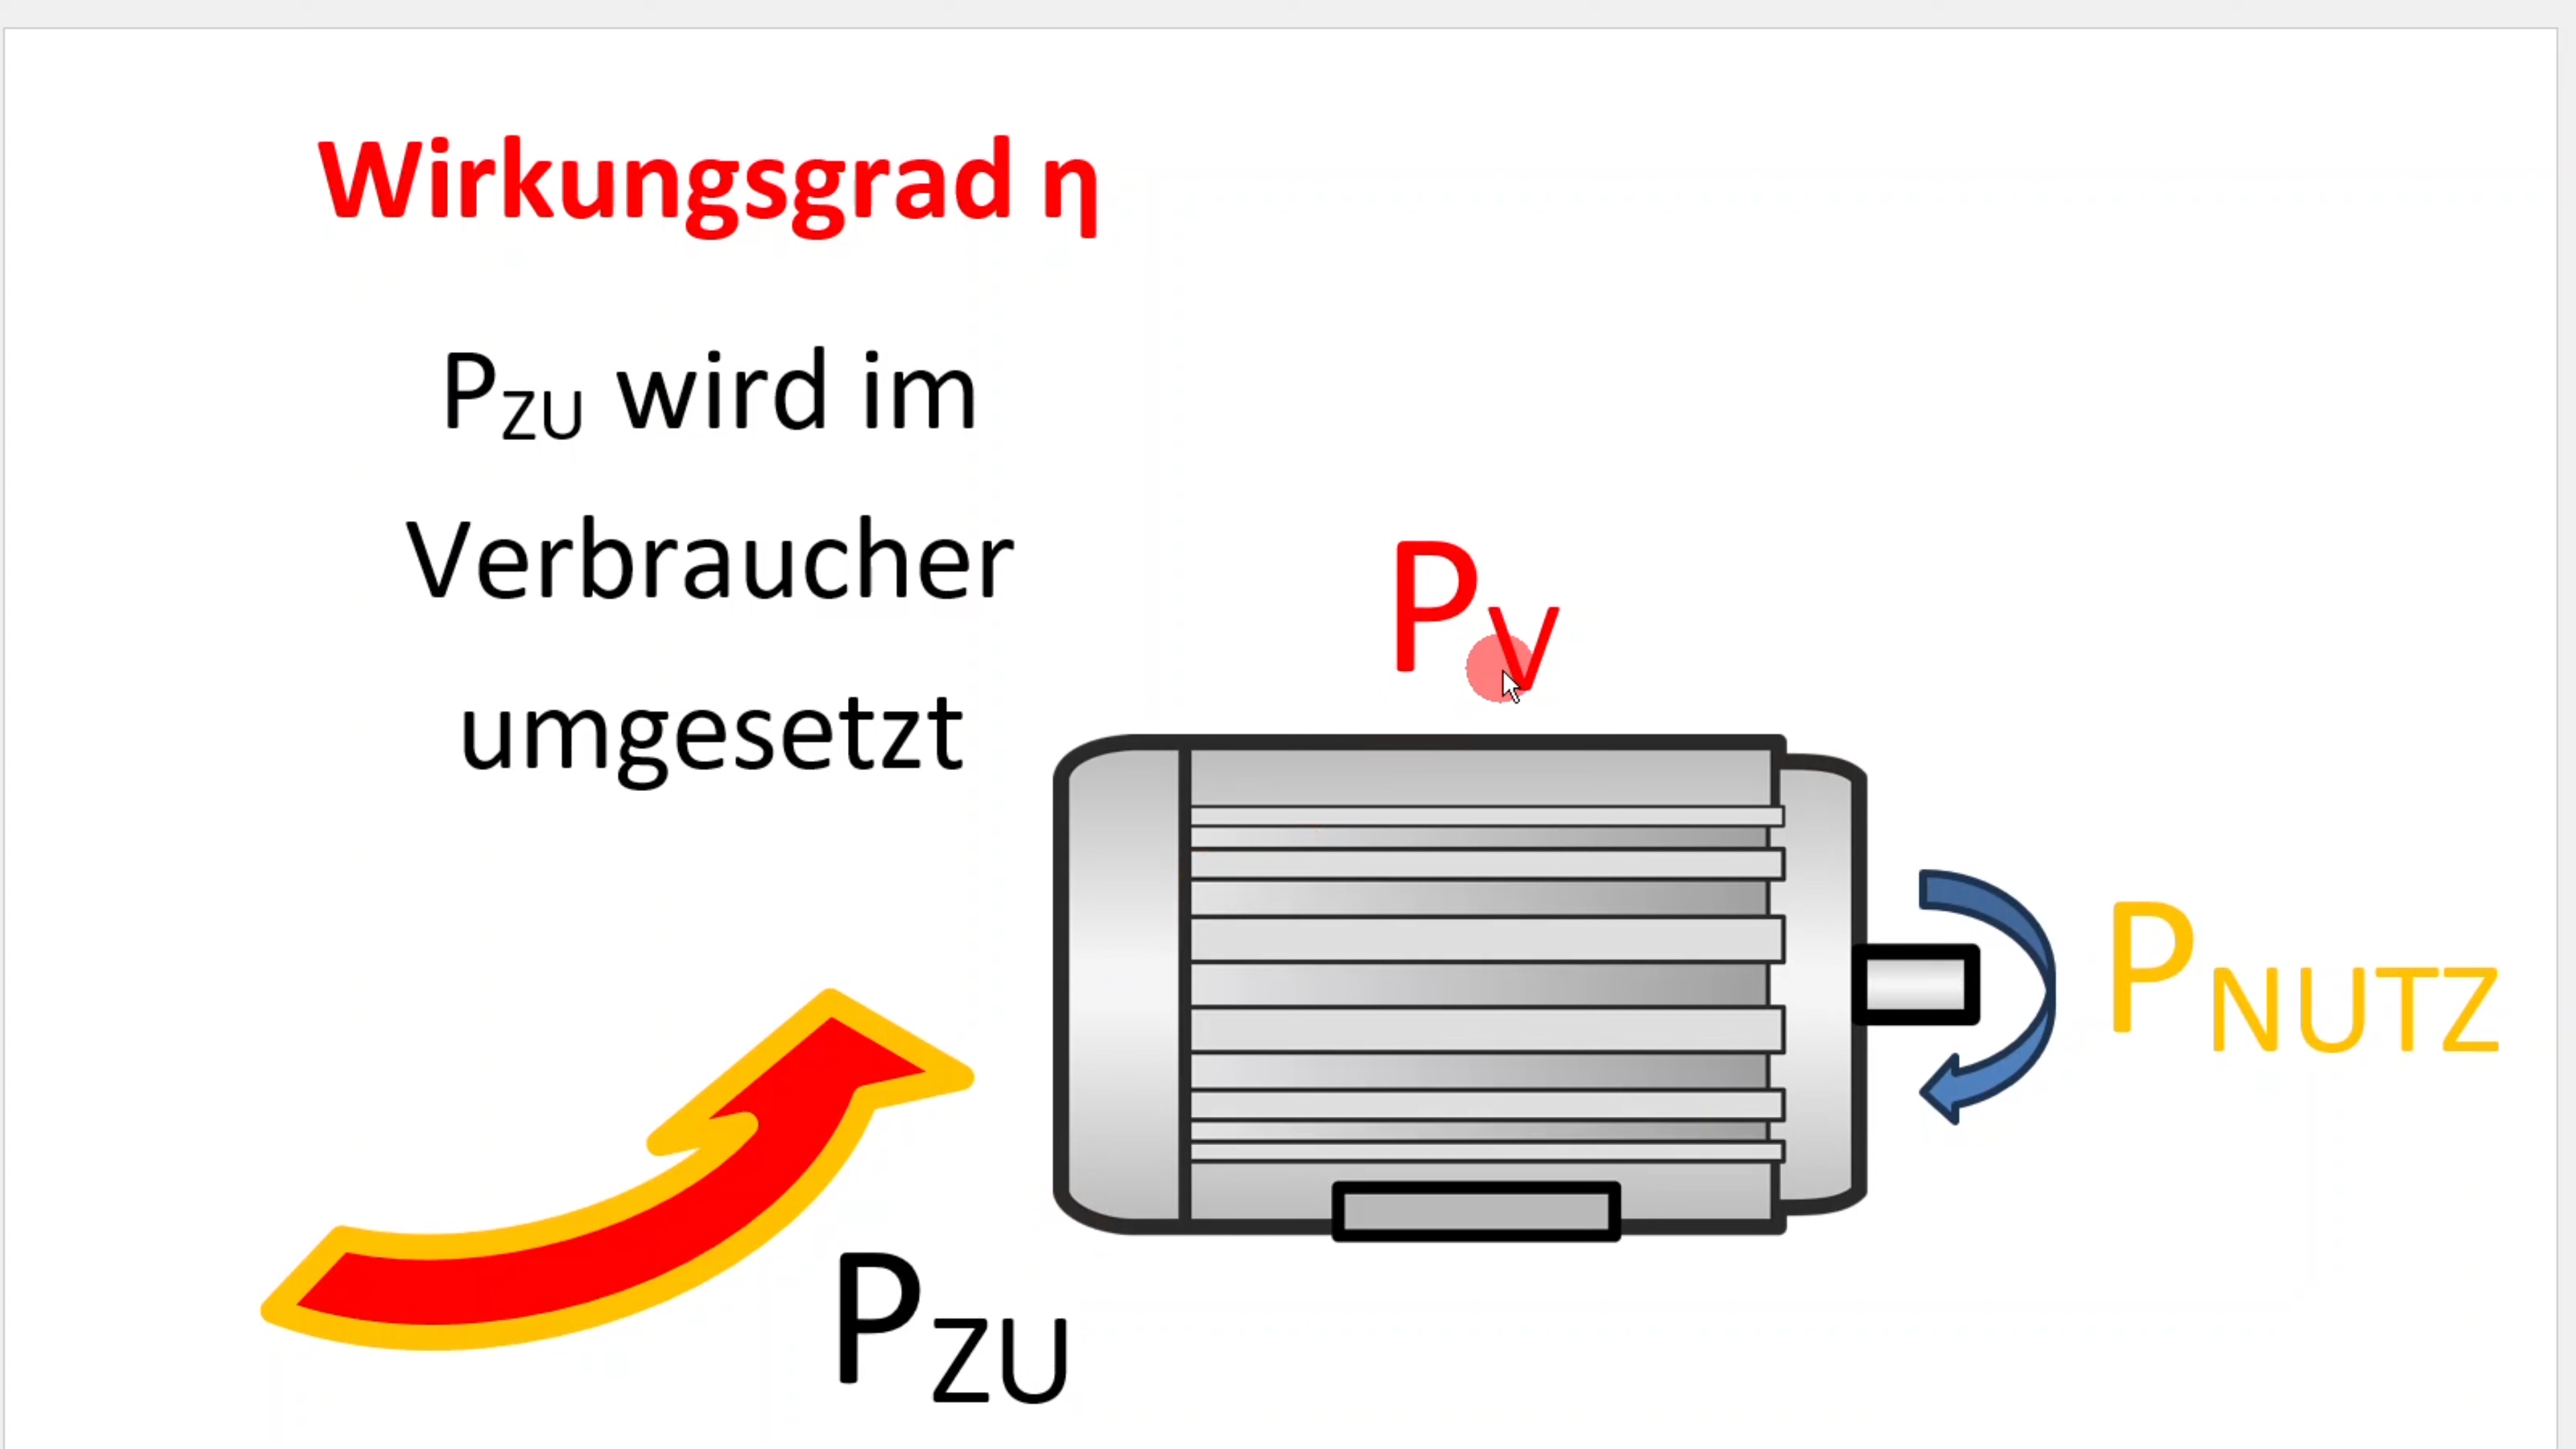 Wirkungsgrad η
PZU wird im
Verbraucher
umgesetzt
PV
PNUTZ
PZU